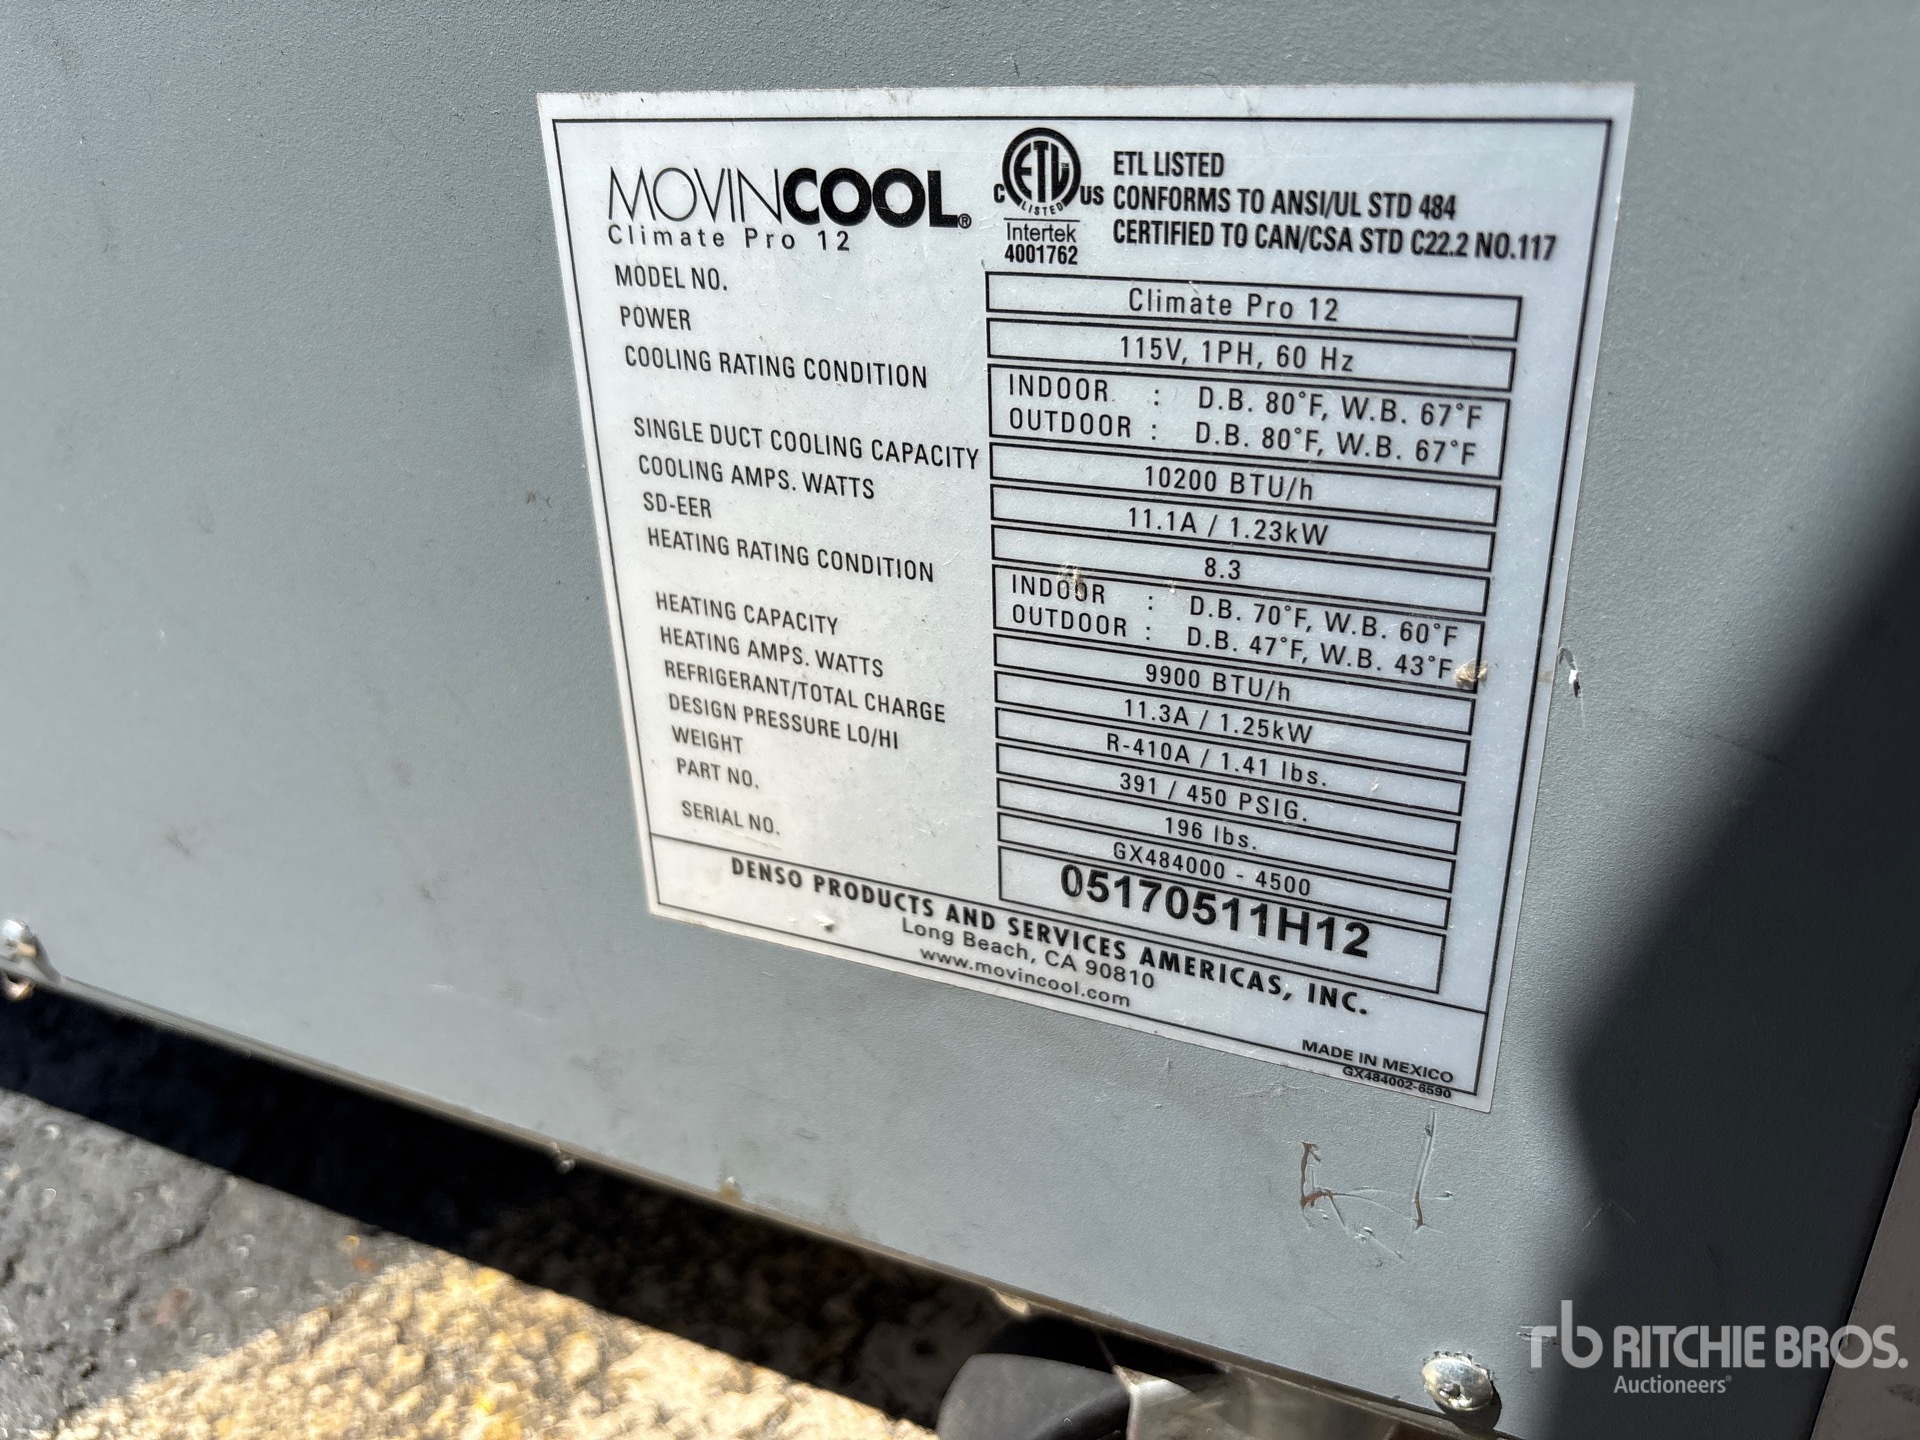 MOVINCOOL®
Climate Pro 12
C ETL LISTED US
Intertek
4001762
ETL LISTED
CONFORMS TO ANSI/UL STD 484
CERTIFIED TO CAN/CSA STD C22.2 NO.117
MODEL NO. Climate Pro 12
POWER 115V, 1PH, 60 Hz
COOLING RATING CONDITION INDOOR : D.B. 80°F, W.B. 67°F
OUTDOOR : D.B. 80°F, W.B. 67°F
SINGLE DUCT COOLING CAPACITY 10200 BTU/h
COOLING AMPS. WATTS 11.1A / 1.23kW
SD-EER 8.3
HEATING RATING CONDITION INDOOR : D.B. 70°F, W.B. 60°F
OUTDOOR : D.B. 47°F, W.B. 43°F
HEATING CAPACITY 9900 BTU/h
HEATING AMPS. WATTS 11.3A / 1.25kW
REFRIGERANT/TOTAL CHARGE R-410A / 1.41 lbs.
DESIGN PRESSURE LO/HI 391 / 450 PSIG.
WEIGHT 196 lbs.
PART NO. GX484000 - 4500
SERIAL NO. 05170511H12
DENSO PRODUCTS AND SERVICES AMERICAS, INC.
Long Beach, CA 90810
www.movincool.com
MADE IN MEXICO
GX484002-6590
rb RITCHIE BROS.
Auctioneers®